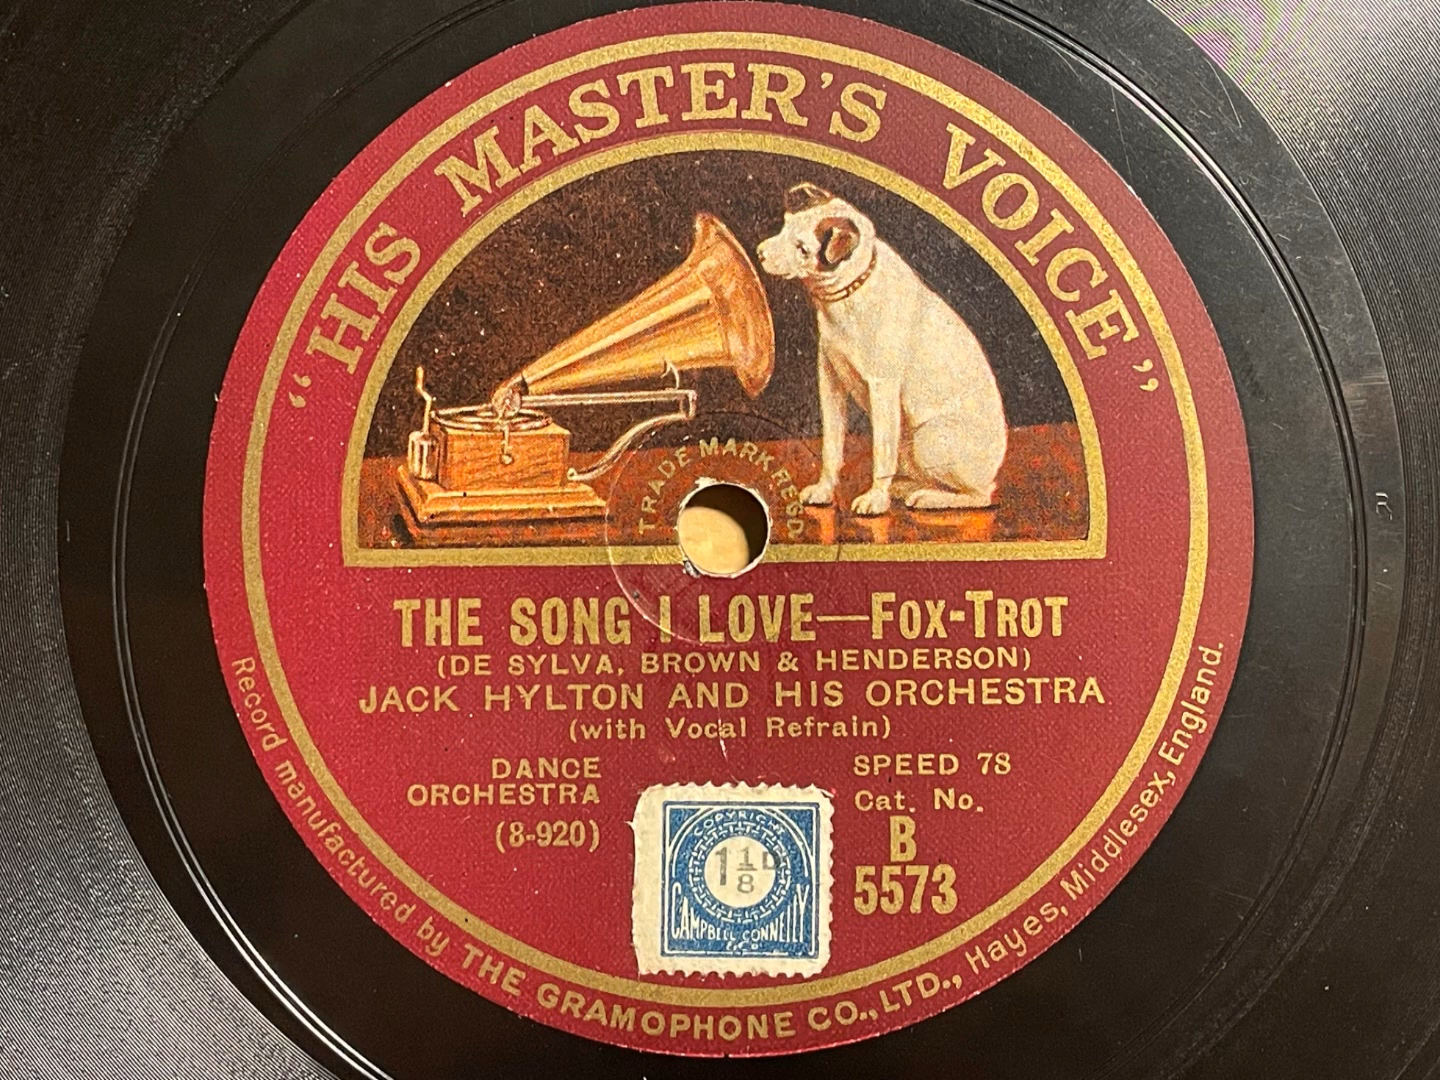 "HIS MASTER'S VOICE"
TRADE MARK REGD
THE SONG I LOVE—FOX-TROT
(DE SYLVA, BROWN & HENDERSON)
JACK HYLTON AND HIS ORCHESTRA
(with Vocal Refrain)
DANCE
ORCHESTRA
(8-920)
SPEED 78
Cat. No.
B
5573
COPYRIGHT
1 1/8 D
CAMPBELL CONNELLY
& Co
Record manufactured by THE GRAMOPHONE CO., LTD., Hayes, Middlesex, England.